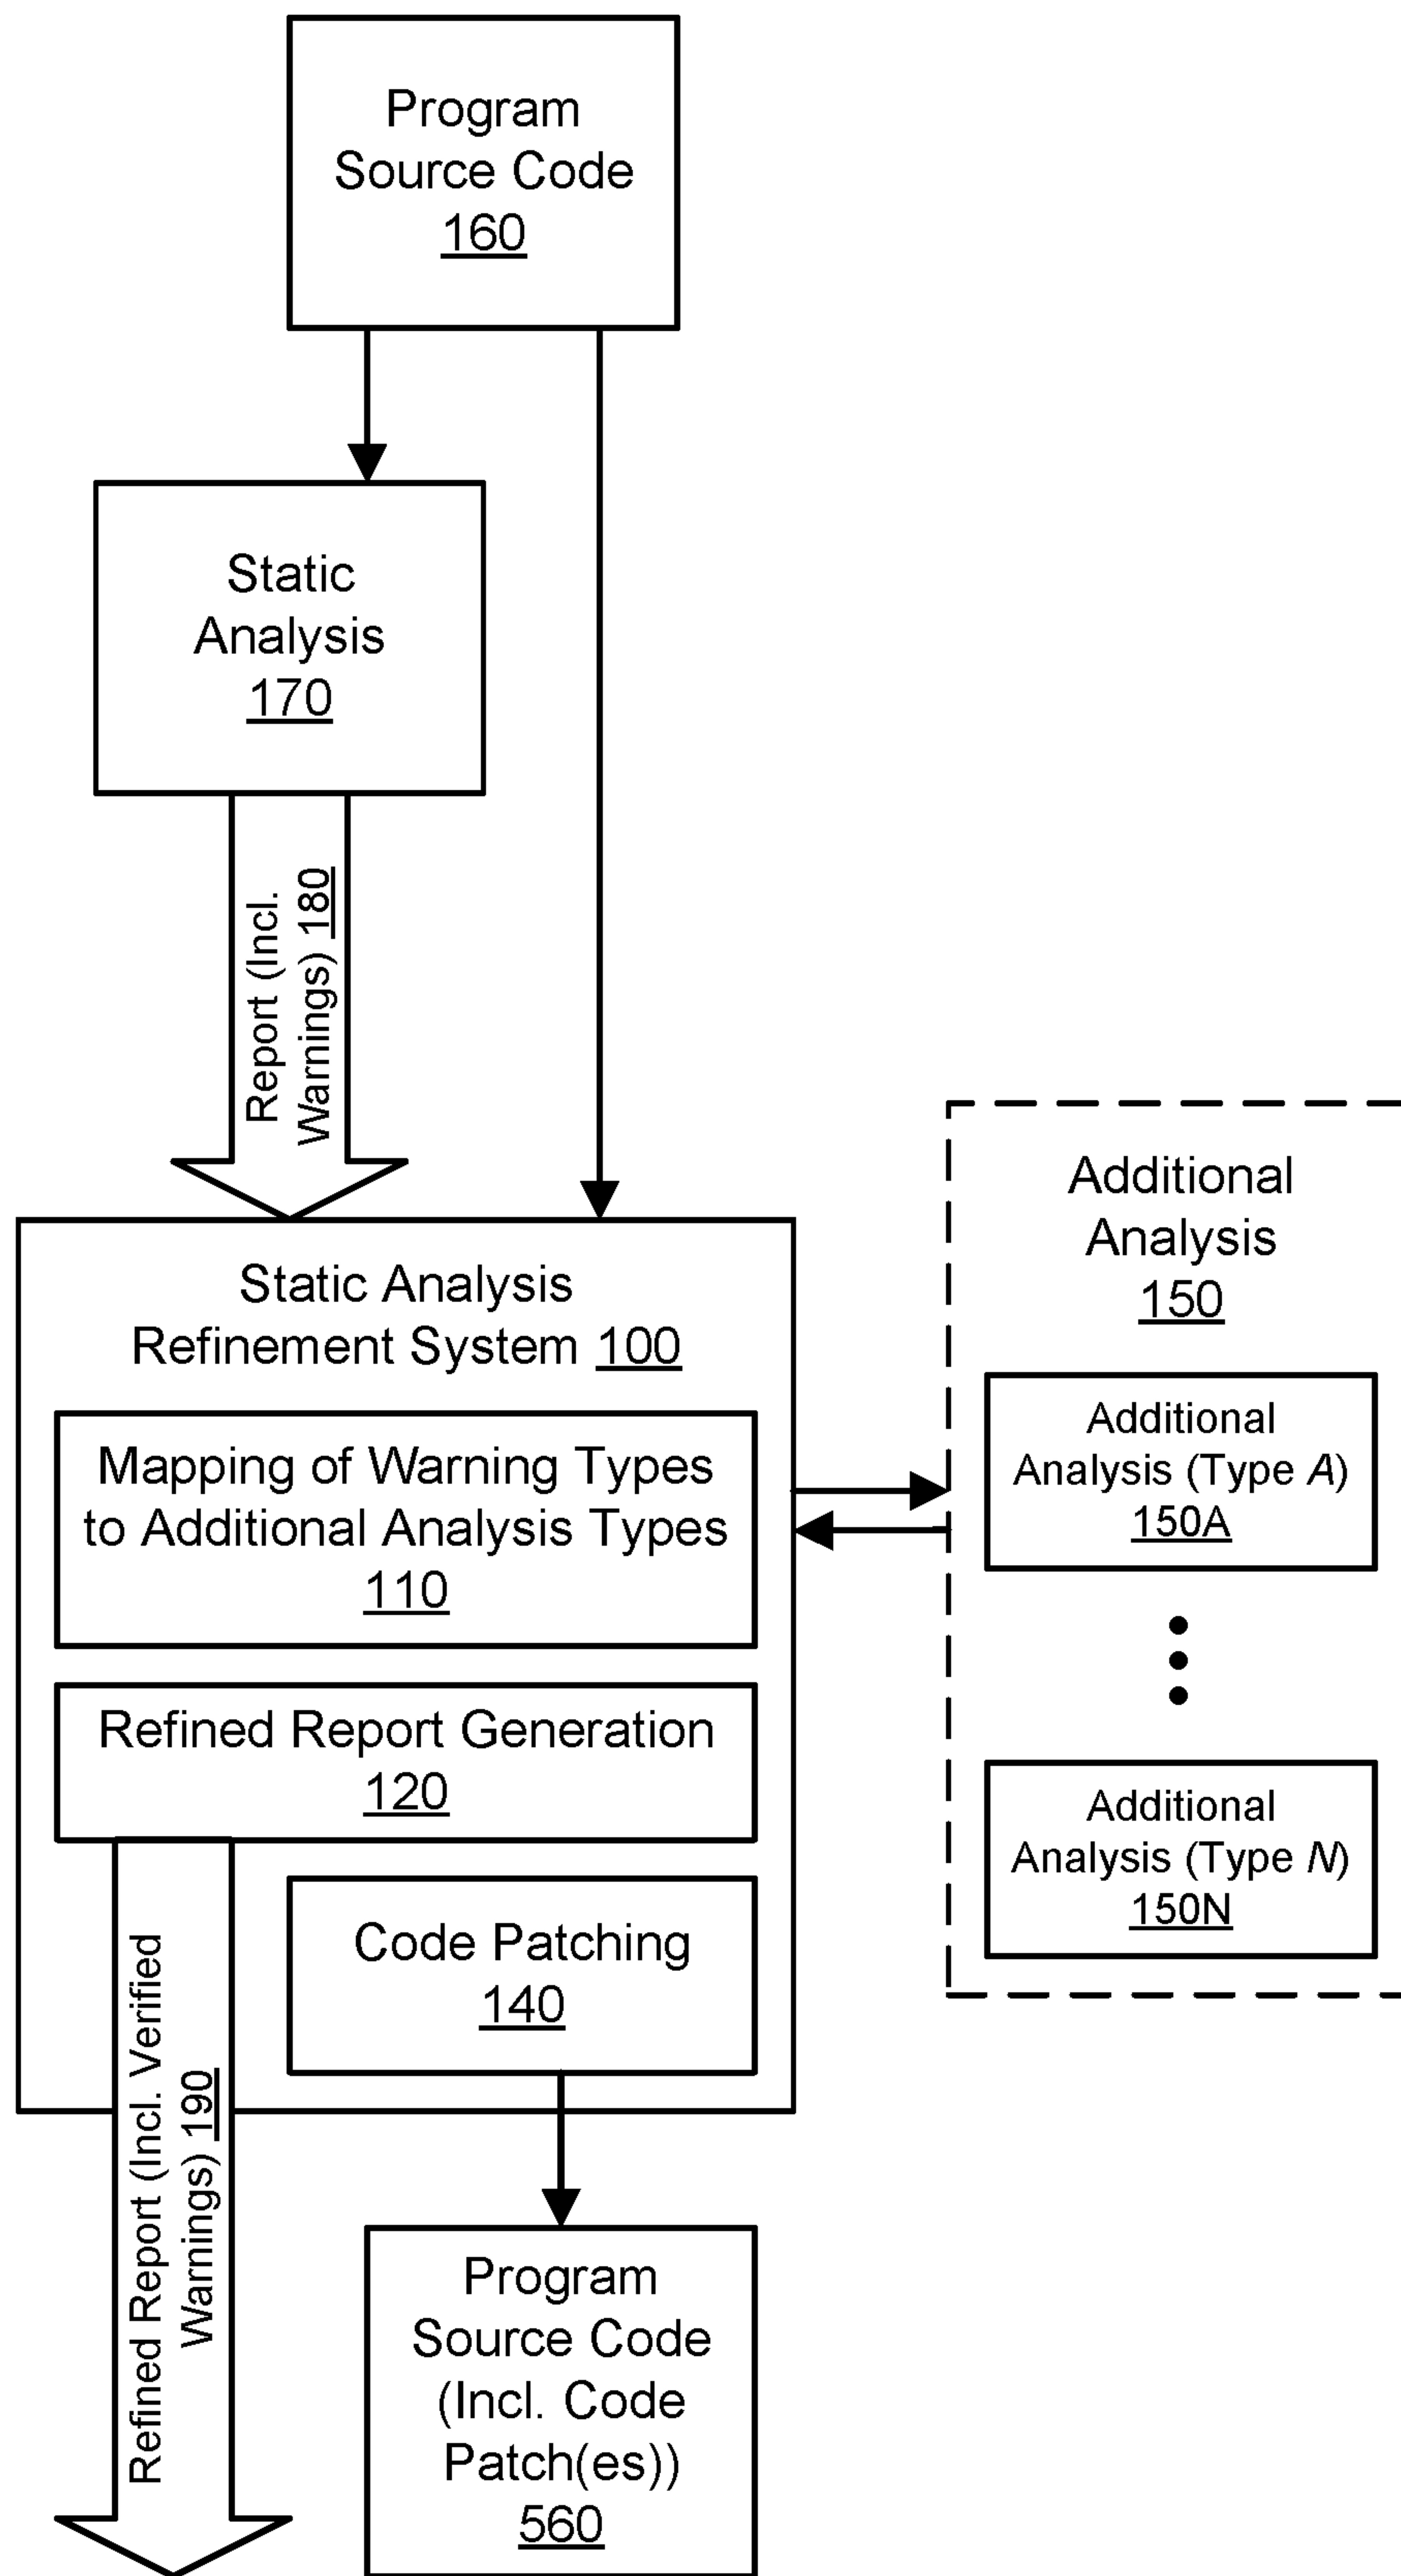 Program
Source Code
160
Static
Analysis
170
Report (Incl.
Warnings) 180
Static Analysis
Refinement System 100
Mapping of Warning Types
to Additional Analysis Types
110
Refined Report Generation
120
Code Patching
140
Refined Report (Incl. Verified
Warnings) 190
Program
Source Code
(Incl. Code
Patch(es))
560
Additional
Analysis
150
Additional
Analysis (Type A)
150A
Additional
Analysis (Type N)
150N